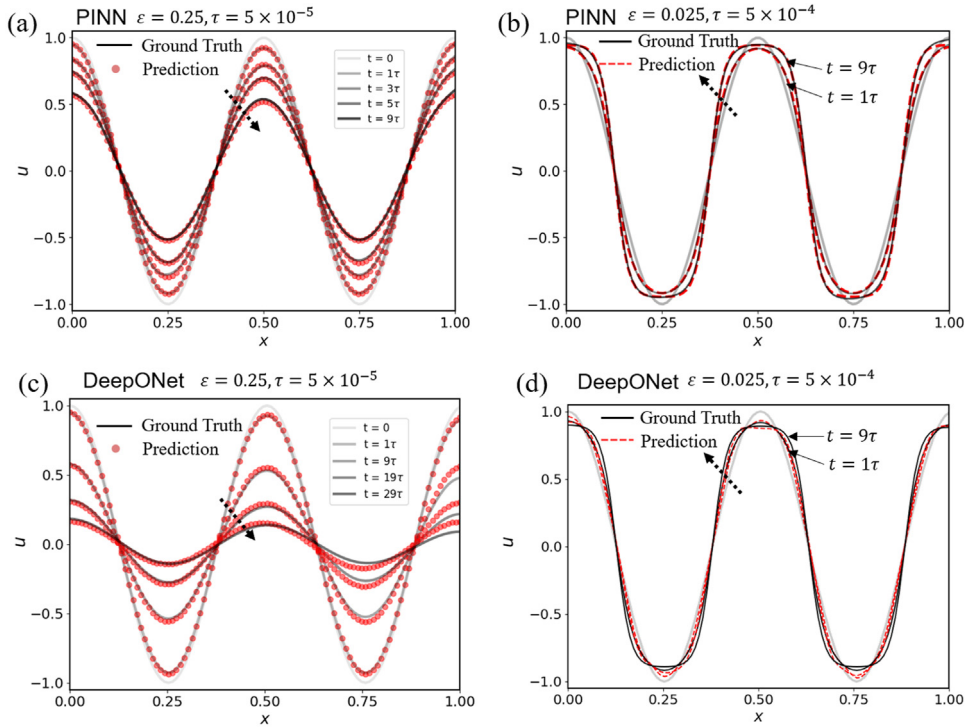 (a) PINN ε = 0.25, τ = 5 × 10⁻⁵
Ground Truth
Prediction
t = 0
t = 1τ
t = 3τ
t = 5τ
t = 9τ
u
1.0
0.5
0.0
−0.5
−1.0
0.00 0.25 0.50 0.75 1.00
x
(b) PINN ε = 0.025, τ = 5 × 10⁻⁴
Ground Truth
Prediction
t = 9τ
t = 1τ
u
1.0
0.5
0.0
−0.5
−1.0
0.00 0.25 0.50 0.75 1.00
x
(c) DeepONet ε = 0.25, τ = 5 × 10⁻⁵
Ground Truth
Prediction
t = 0
t = 1τ
t = 9τ
t = 19τ
t = 29τ
u
1.0
0.5
0.0
−0.5
−1.0
0.00 0.25 0.50 0.75 1.00
x
(d) DeepONet ε = 0.025, τ = 5 × 10⁻⁴
Ground Truth
Prediction
t = 9τ
t = 1τ
u
1.0
0.5
0.0
−0.5
−1.0
0.00 0.25 0.50 0.75 1.00
x